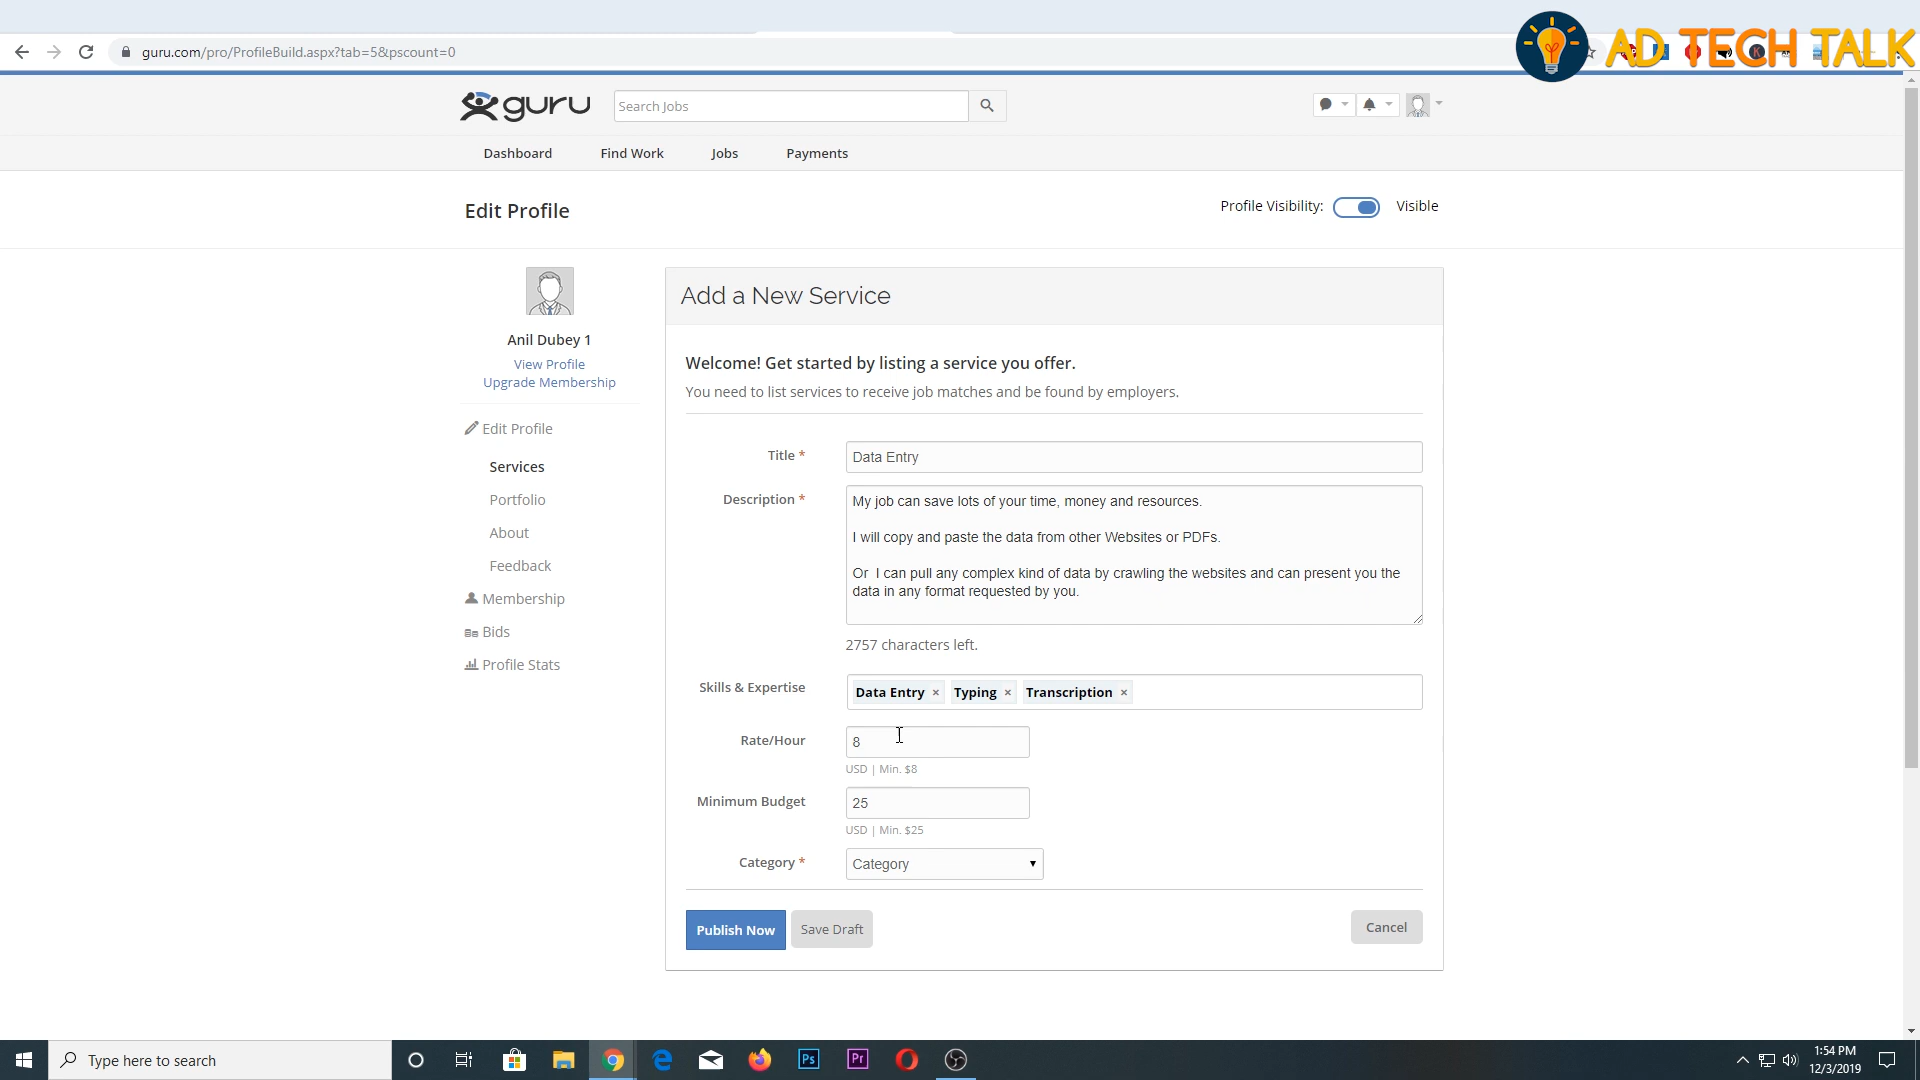 guru.com/pro/ProfileBuild.aspx?tab=5&pscount=0
AD TECH TALK
guru
Search Jobs
Dashboard
Find Work
Jobs
Payments
Edit Profile
Profile Visibility:
Visible
Anil Dubey 1
View Profile
Upgrade Membership
Edit Profile
Services
Portfolio
About
Feedback
Membership
Bids
Profile Stats
Add a New Service
Welcome! Get started by listing a service you offer.
You need to list services to receive job matches and be found by employers.
Title *
Data Entry
Description *
My job can save lots of your time, money and resources.
I will copy and paste the data from other Websites or PDFs.
Or  I can pull any complex kind of data by crawling the websites and can present you the
data in any format requested by you.
2757 characters left.
Skills & Expertise
Data Entry × Typing × Transcription ×
Rate/Hour
8
USD | Min. $8
Minimum Budget
25
USD | Min. $25
Category *
Category
Publish Now
Save Draft
Cancel
Type here to search
Ps
Pr
1:54 PM
12/3/2019